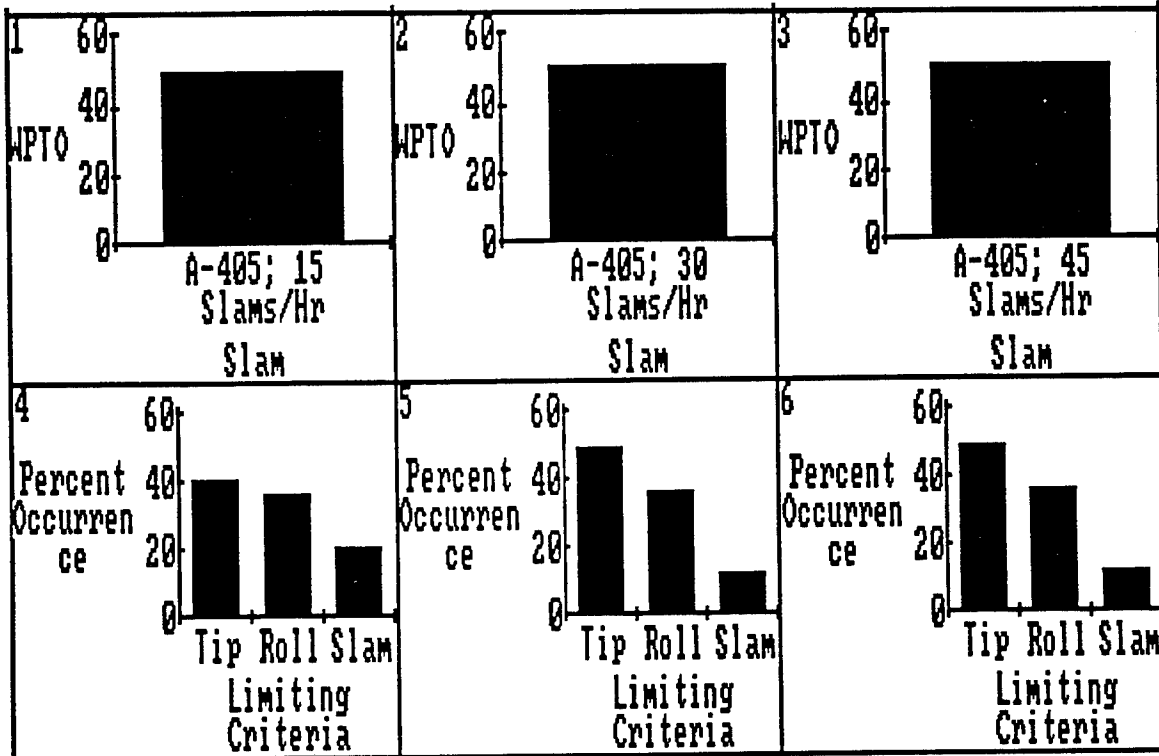 1
60
40
WPTO
20
0
A-405; 15
Slams/Hr
Slam
2
60
40
WPTO
20
0
A-405; 30
Slams/Hr
Slam
3
60
40
WPTO
20
0
A-405; 45
Slams/Hr
Slam
4
60
Percent
40
Occurren
ce
20
0
Tip Roll Slam
Limiting
Criteria
5
60
Percent
40
Occurren
ce
20
0
Tip Roll Slam
Limiting
Criteria
6
60
Percent
40
Occurren
ce
20
0
Tip Roll Slam
Limiting
Criteria